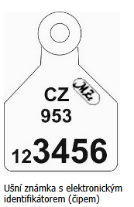 CZ
953
123456
Ušní známka s elektronickým
identifikátorem (čipem)